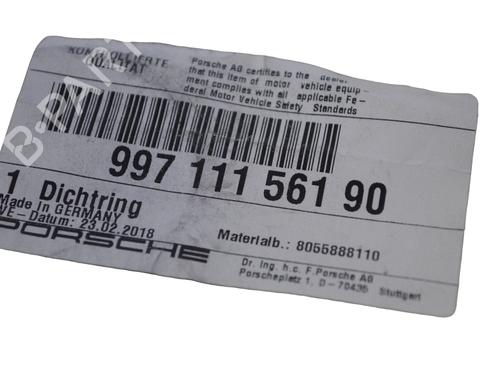 KONTROLLIERTE
QUALITÄT
Porsche AG certifies to the dealer
that this item of motor vehicle equip-
ment complies with all applicable Fe-
deral Motor Vehicle Safety Standards
B-PARTS
997 111 561 90
1 Dichtring
Made in GERMANY
VE-Datum: 23.02.2018
PORSCHE
Materialb.: 8055888110
Dr. Ing. h.c. F.Porsche AG
Porscheplatz 1, D - 70435 Stuttgart